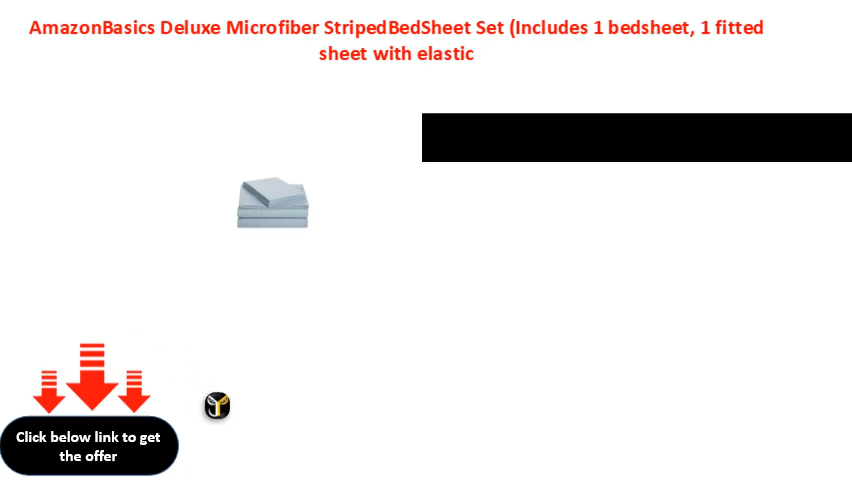 AmazonBasics Deluxe Microfiber StripedBedSheet Set (Includes 1 bedsheet, 1 fitted
sheet with elastic
Click below link to get
the offer